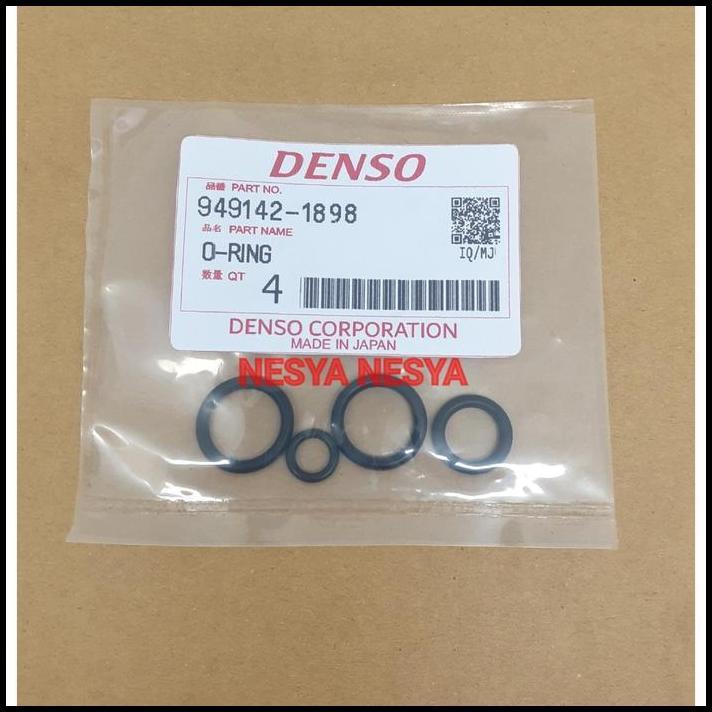 DENSO
品番 PART NO.
949142-1898
品名 PART NAME
O-RING
IQ/MJ
数量 QT 4
DENSO CORPORATION
MADE IN JAPAN
NESYA NESYA